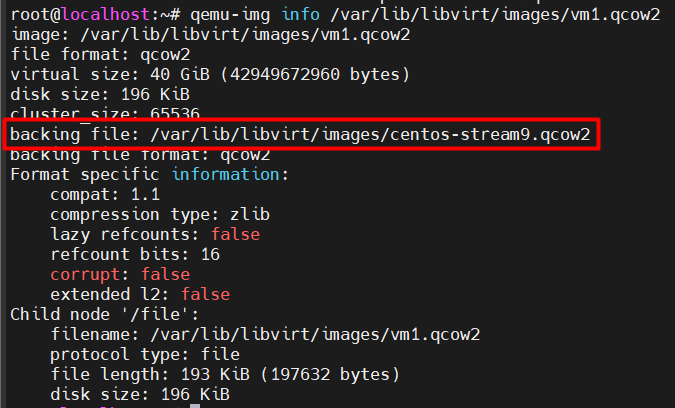 root@localhost:~# qemu-img info /var/lib/libvirt/images/vm1.qcow2
image: /var/lib/libvirt/images/vm1.qcow2
file format: qcow2
virtual size: 40 GiB (42949672960 bytes)
disk size: 196 KiB
cluster_size: 65536
backing file: /var/lib/libvirt/images/centos-stream9.qcow2
backing file format: qcow2
Format specific information:
    compat: 1.1
    compression type: zlib
    lazy refcounts: false
    refcount bits: 16
    corrupt: false
    extended l2: false
Child node '/file':
    filename: /var/lib/libvirt/images/vm1.qcow2
    protocol type: file
    file length: 193 KiB (197632 bytes)
    disk size: 196 KiB